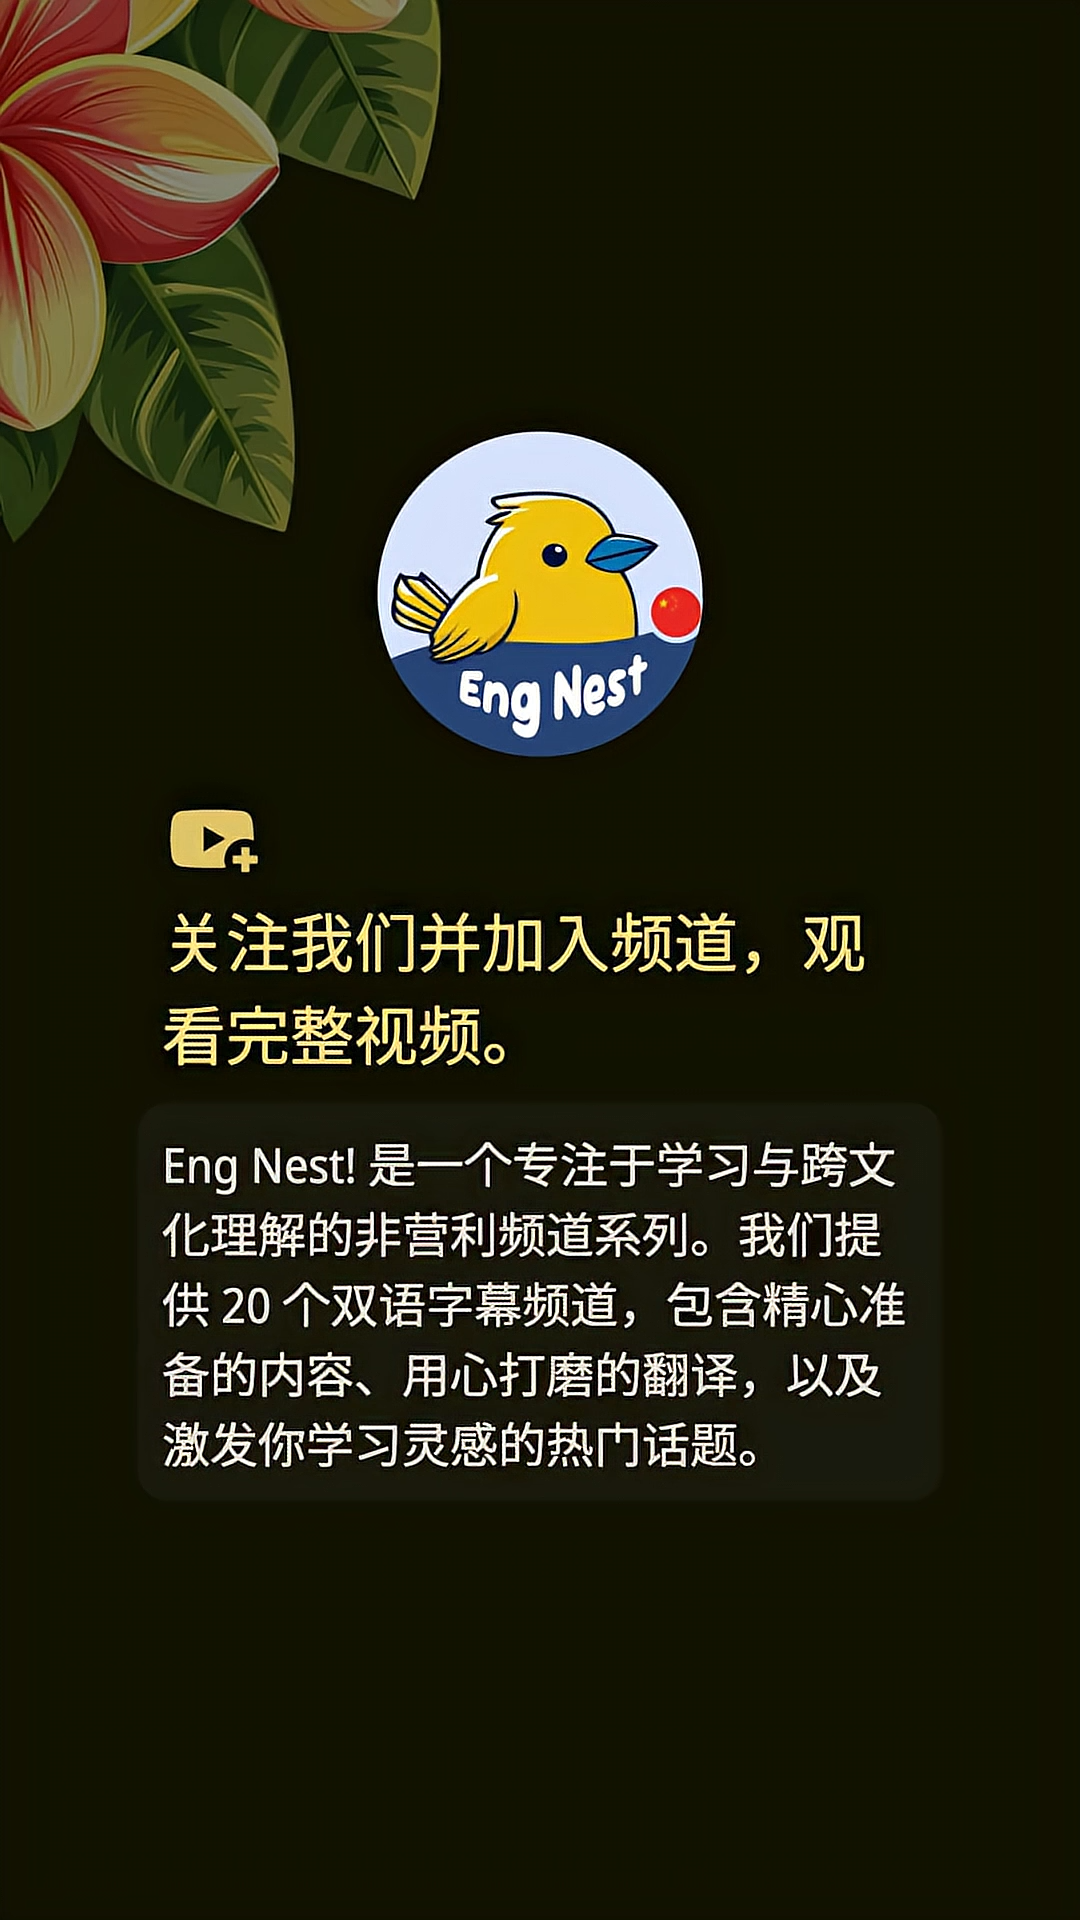 Eng Nest
关注我们并加入频道，观
看完整视频。
Eng Nest! 是一个专注于学习与跨文
化理解的非营利频道系列。我们提
供 20 个双语字幕频道，包含精心准
备的内容、用心打磨的翻译，以及
激发你学习灵感的热门话题。